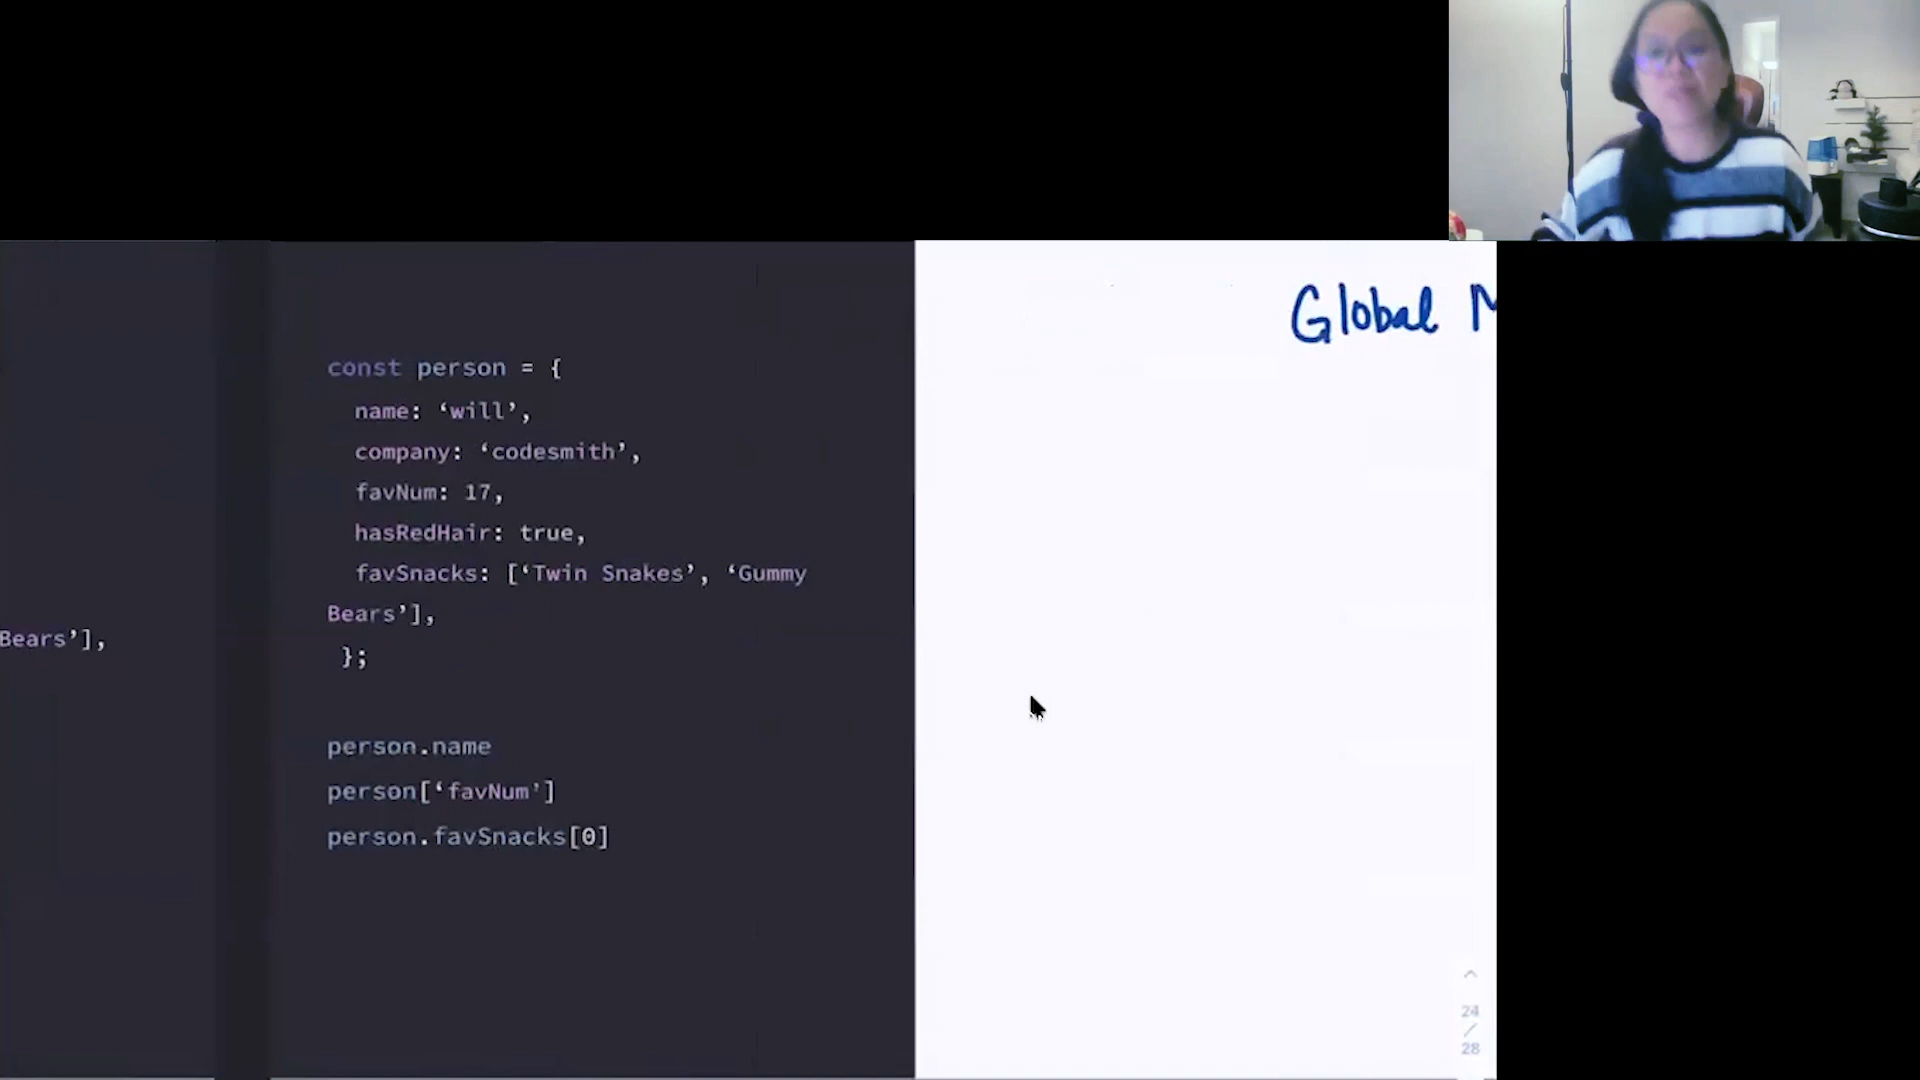 Global M
const person = {
name: ‘will’,
company: ‘codesmith’,
favNum: 17,
hasRedHair: true,
favSnacks: [‘Twin Snakes’, ‘Gummy
Bears’],
};
Bears’],
person.name
person[‘favNum’]
person.favSnacks[0]
24
/
28